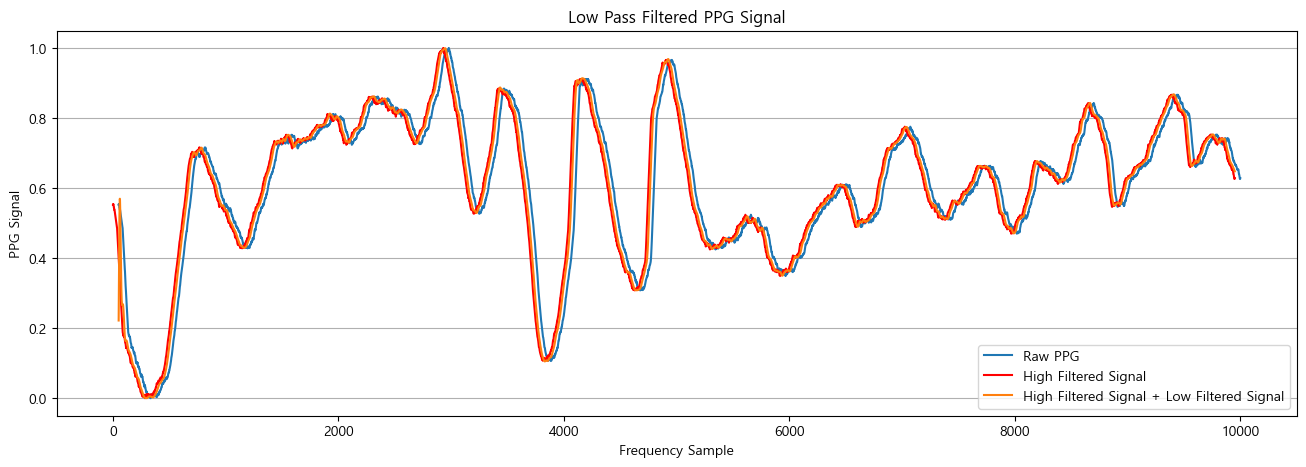 Low Pass Filtered PPG Signal
1.0
0.8
0.6
0.4
0.2
0.0
PPG Signal
0 2000 4000 6000 8000 10000
Frequency Sample
Raw PPG
High Filtered Signal
High Filtered Signal + Low Filtered Signal